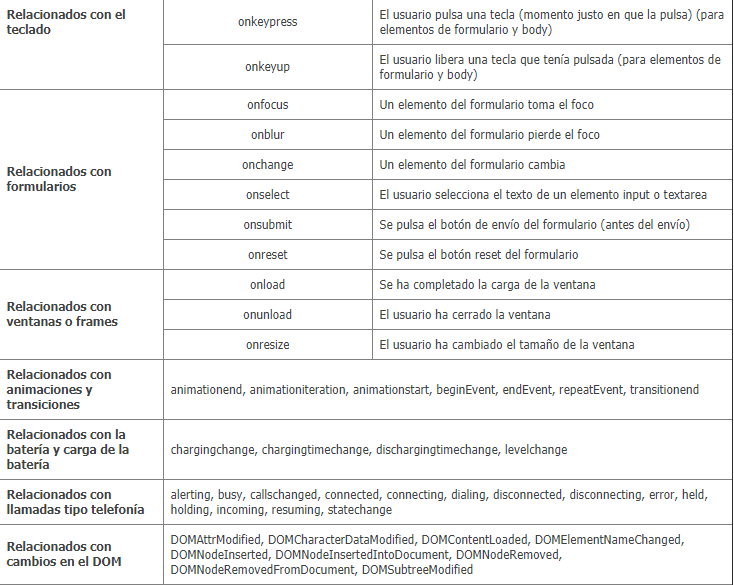 Relacionados con el
teclado
onkeypress
El usuario pulsa una tecla (momento justo en que la pulsa) (para
elementos de formulario y body)
onkeyup
El usuario libera una tecla que tenía pulsada (para elementos de
formulario y body)
Relacionados con
formularios
onfocus
Un elemento del formulario toma el foco
onblur
Un elemento del formulario pierde el foco
onchange
Un elemento del formulario cambia
onselect
El usuario selecciona el texto de un elemento input o textarea
onsubmit
Se pulsa el botón de envío del formulario (antes del envío)
onreset
Se pulsa el botón reset del formulario
Relacionados con
ventanas o frames
onload
Se ha completado la carga de la ventana
onunload
El usuario ha cerrado la ventana
onresize
El usuario ha cambiado el tamaño de la ventana
Relacionados con
animaciones y
transiciones
animationend, animationiteration, animationstart, beginEvent, endEvent, repeatEvent, transitionend
Relacionados con la
batería y carga de la
batería
chargingchange, chargingtimechange, dischargingtimechange, levelchange
Relacionados con
llamadas tipo telefonía
alerting, busy, callschanged, connected, connecting, dialing, disconnected, disconnecting, error, held,
holding, incoming, resuming, statechange
Relacionados con
cambios en el DOM
DOMAttrModified, DOMCharacterDataModified, DOMContentLoaded, DOMElementNameChanged,
DOMNodeInserted, DOMNodeInsertedIntoDocument, DOMNodeRemoved,
DOMNodeRemovedFromDocument, DOMSubtreeModified